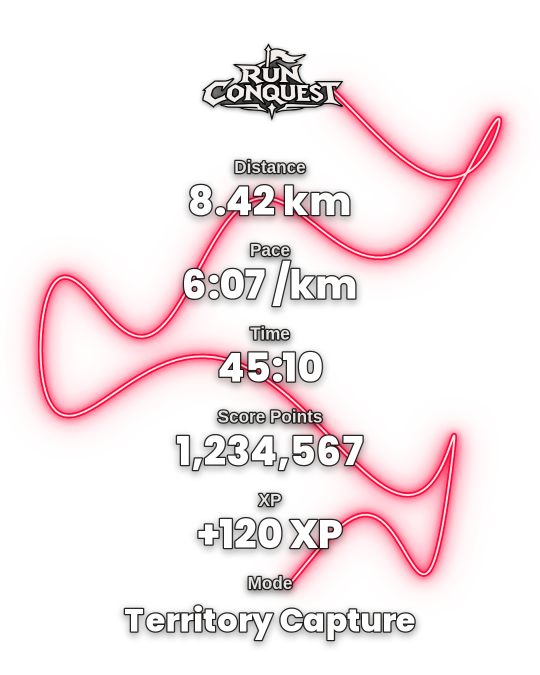 RUN
CONQUEST
Distance
8.42 km
Pace
6:07 /km
Time
45:10
Score Points
1,234,567
XP
+120 XP
Mode
Territory Capture